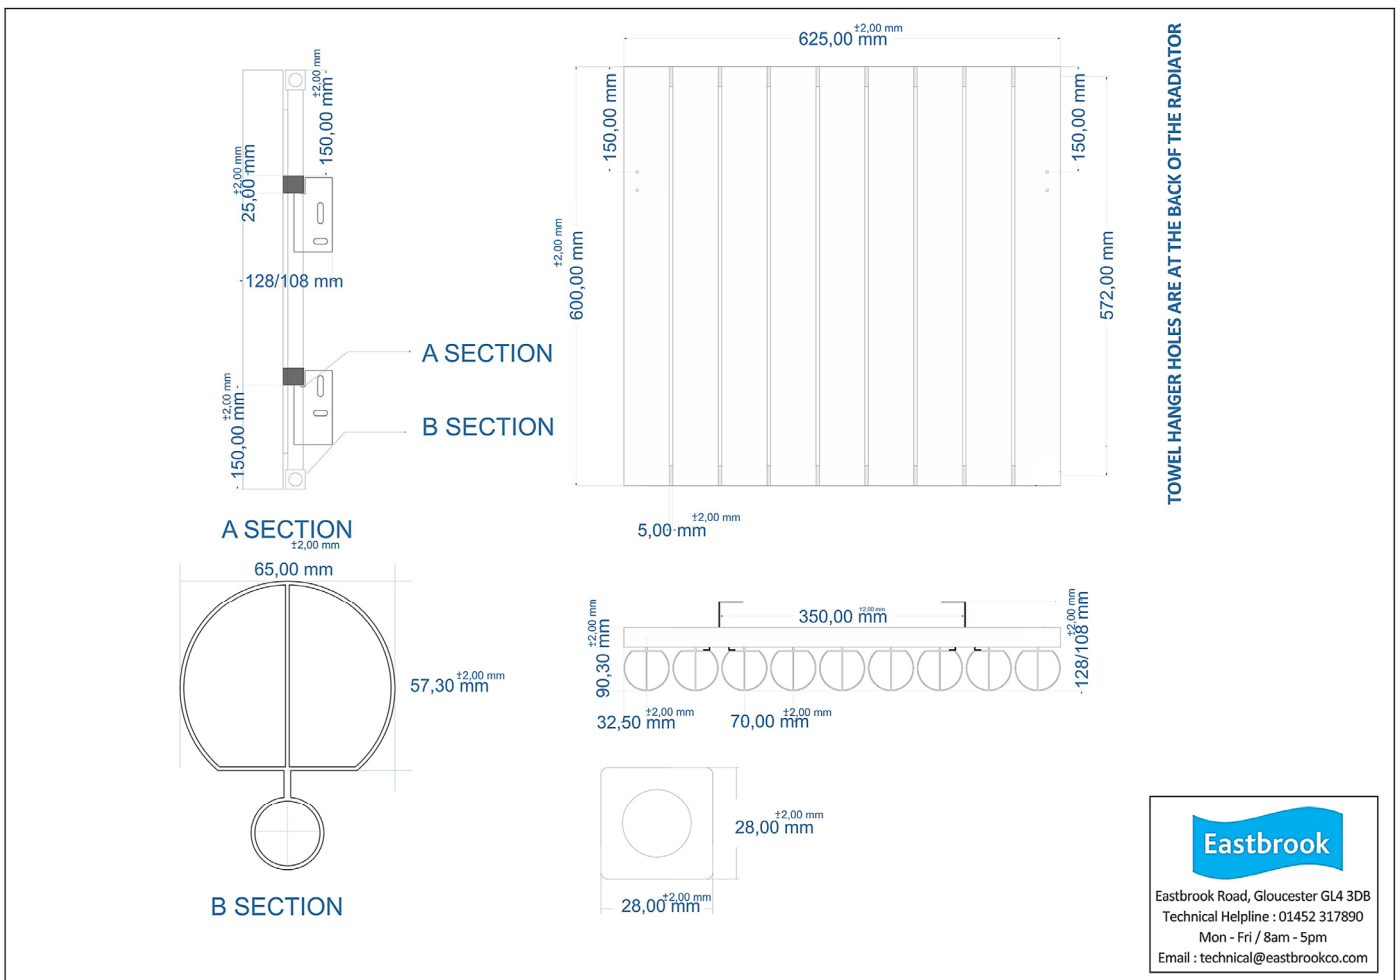 ±2,00 mm
150,00 mm
±2,00 mm
25,00 mm
128/108 mm
A SECTION
B SECTION
±2,00 mm
150,00 mm
±2,00 mm
625,00 mm
150,00 mm
150,00 mm
±2,00 mm
600,00 mm
572,00 mm
±2,00 mm
5,00 mm
TOWEL HANGER HOLES ARE AT THE BACK OF THE RADIATOR
A SECTION
±2,00 mm
65,00 mm
±2,00 mm
57,30 mm
B SECTION
±2,00 mm
350,00 mm
±2,00 mm
90,30 mm
±2,00 mm
128/108 mm
±2,00 mm
32,50 mm
±2,00 mm
70,00 mm
±2,00 mm
28,00 mm
±2,00 mm
28,00 mm
Eastbrook
Eastbrook Road, Gloucester GL4 3DB
Technical Helpline : 01452 317890
Mon - Fri / 8am - 5pm
Email : technical@eastbrookco.com